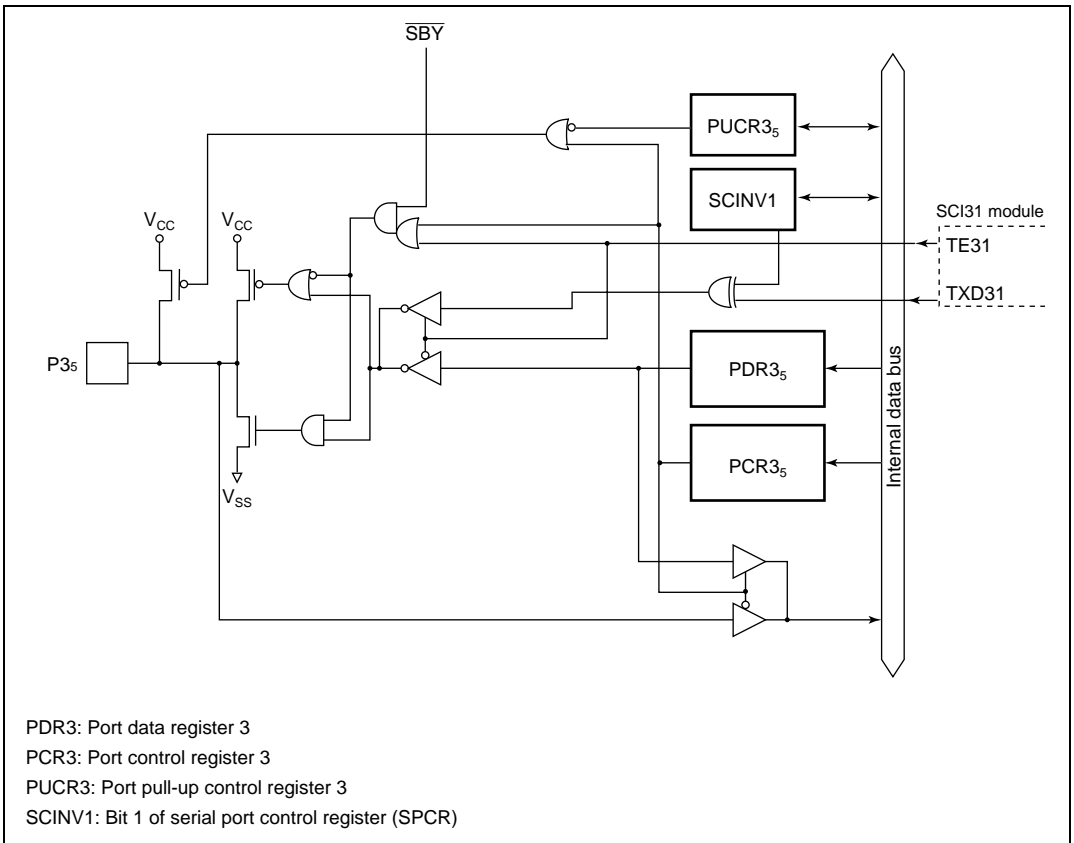 SBY
PUCR3₅
SCINV1
SCI31 module
V_CC
V_CC
TE31
TXD31
P3₅
PDR3₅
Internal data bus
PCR3₅
V_SS
PDR3: Port data register 3
PCR3: Port control register 3
PUCR3: Port pull-up control register 3
SCINV1: Bit 1 of serial port control register (SPCR)